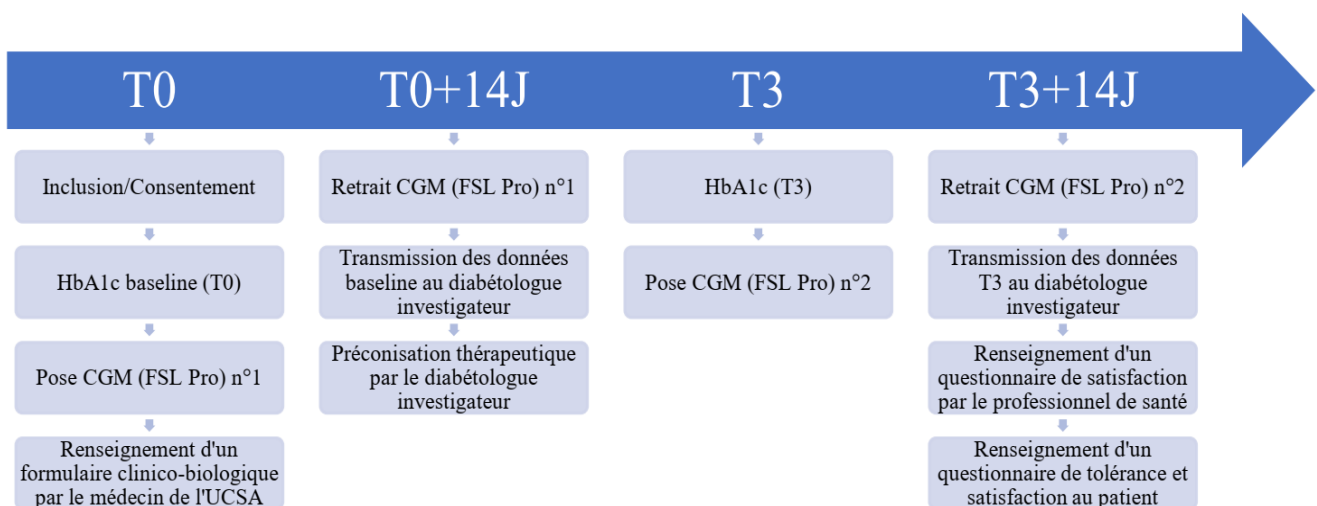 T0
T0+14J
T3
T3+14J
Inclusion/Consentement
HbA1c baseline (T0)
Pose CGM (FSL Pro) n°1
Renseignement d'un
formulaire clinico-biologique
par le médecin de l'UCSA
Retrait CGM (FSL Pro) n°1
Transmission des données
baseline au diabétologue
investigateur
Préconisation thérapeutique
par le diabétologue
investigateur
HbA1c (T3)
Pose CGM (FSL Pro) n°2
Retrait CGM (FSL Pro) n°2
Transmission des données
T3 au diabétologue
investigateur
Renseignement d'un
questionnaire de satisfaction
par le professionnel de santé
Renseignement d'un
questionnaire de tolérance et
satisfaction au patient